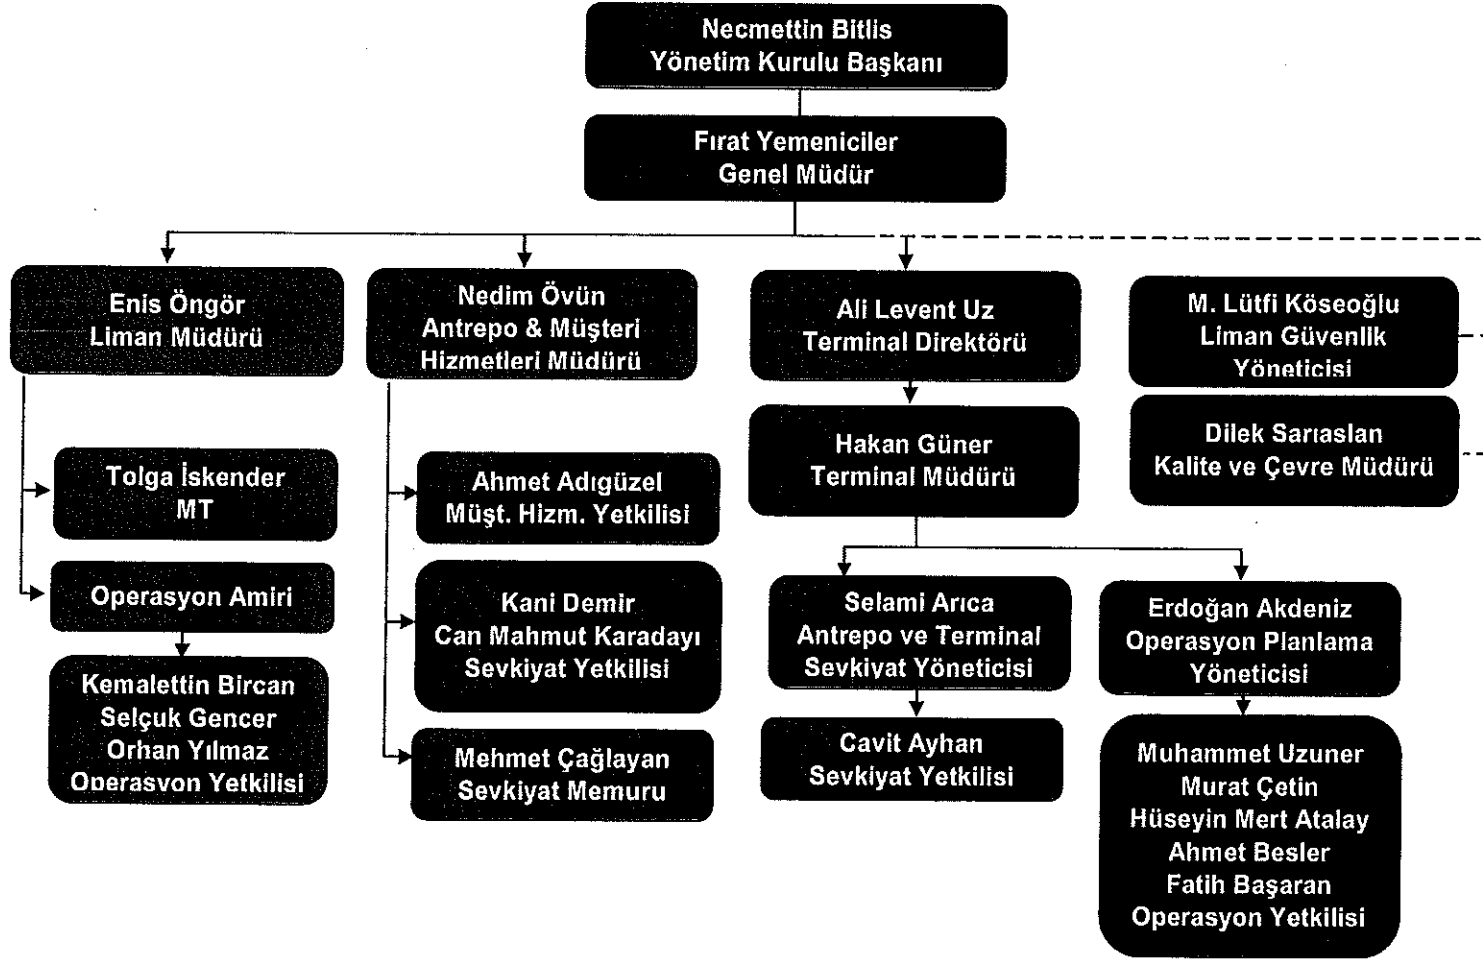 Necmettin Bitlis
Yönetim Kurulu Başkanı
Fırat Yemeniciler
Genel Müdür
Enis Öngör
Liman Müdürü
Nedim Övün
Antrepo & Müşteri
Hizmetleri Müdürü
Ali Levent Uz
Terminal Direktörü
M. Lütfi Köseoğlu
Liman Güvenlik
Yöneticisi
Hakan Güner
Terminal Müdürü
Dilek Sarıaslan
Kalite ve Çevre Müdürü
Tolga İskender
MT
Ahmet Adıgüzel
Müşt. Hizm. Yetkilisi
Operasyon Amiri
Kani Demir
Can Mahmut Karadayı
Sevkiyat Yetkilisi
Selami Arıca
Antrepo ve Terminal
Sevkiyat Yöneticisi
Erdoğan Akdeniz
Operasyon Planlama
Yöneticisi
Kemalettin Bircan
Selçuk Gencer
Orhan Yılmaz
Operasyon Yetkilisi
Mehmet Çağlayan
Sevkiyat Memuru
Cavit Ayhan
Sevkiyat Yetkilisi
Muhammet Uzuner
Murat Çetin
Hüseyin Mert Atalay
Ahmet Besler
Fatih Başaran
Operasyon Yetkilisi